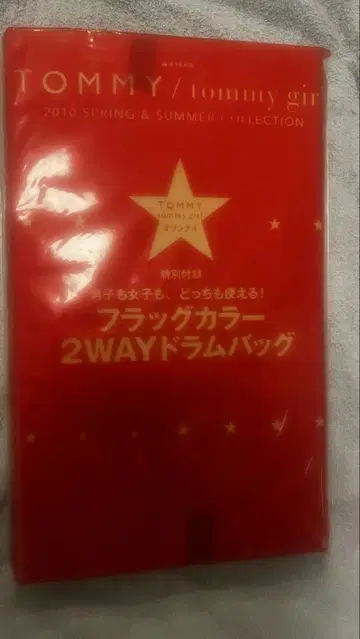 TOMMY / tommy gir
2010 SPRING & SUMMER COLLECTION
TOMMY
tommy girl
オリジナル
特別付録
男子も女子も、どっちも使える!
フラッグカラー
2WAYドラムバッグ